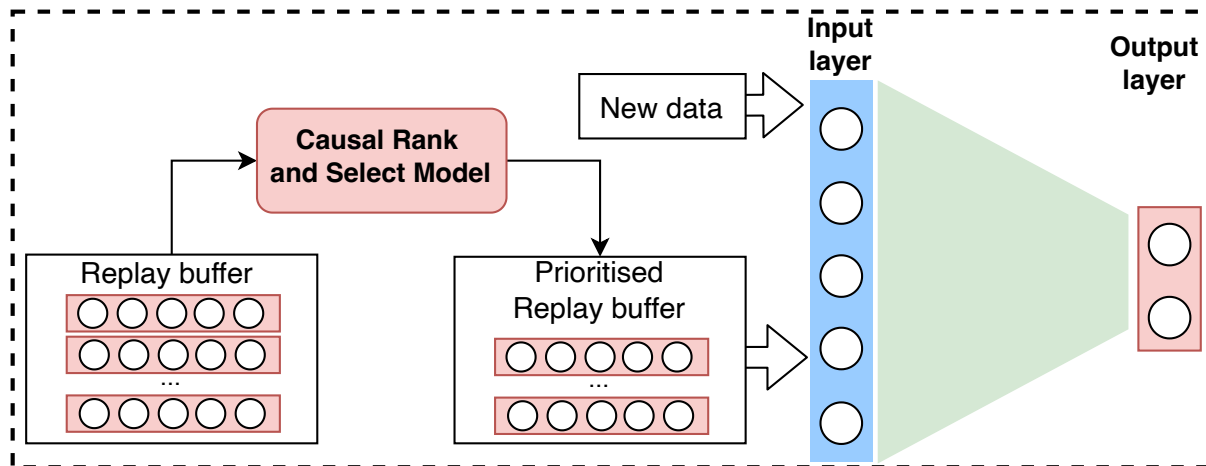 Input
layer
Output
layer
New data
Causal Rank
and Select Model
Replay buffer
...
Prioritised
Replay buffer
...